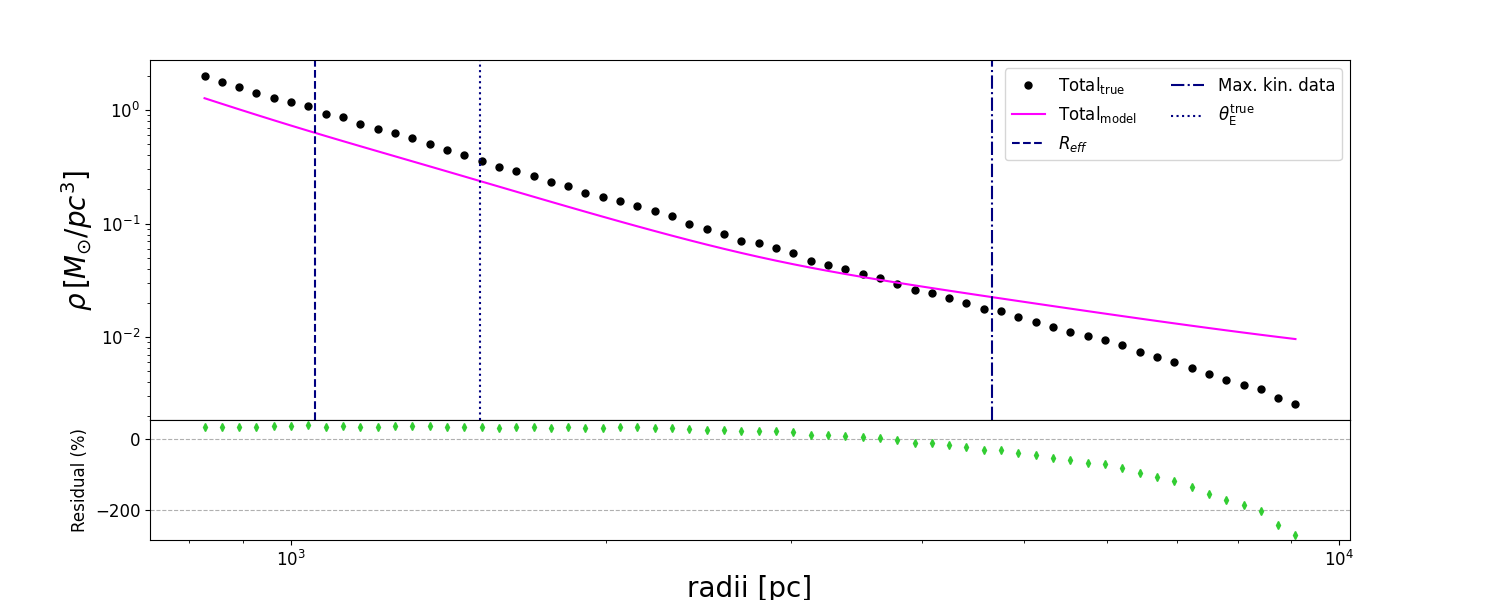 ρ [M⊙/pc³]
10⁰
10⁻¹
10⁻²
Total_true
Total_model
R_eff
Max. kin. data
θ_E^true
Residual (%)
0
−200
10³
10⁴
radii [pc]